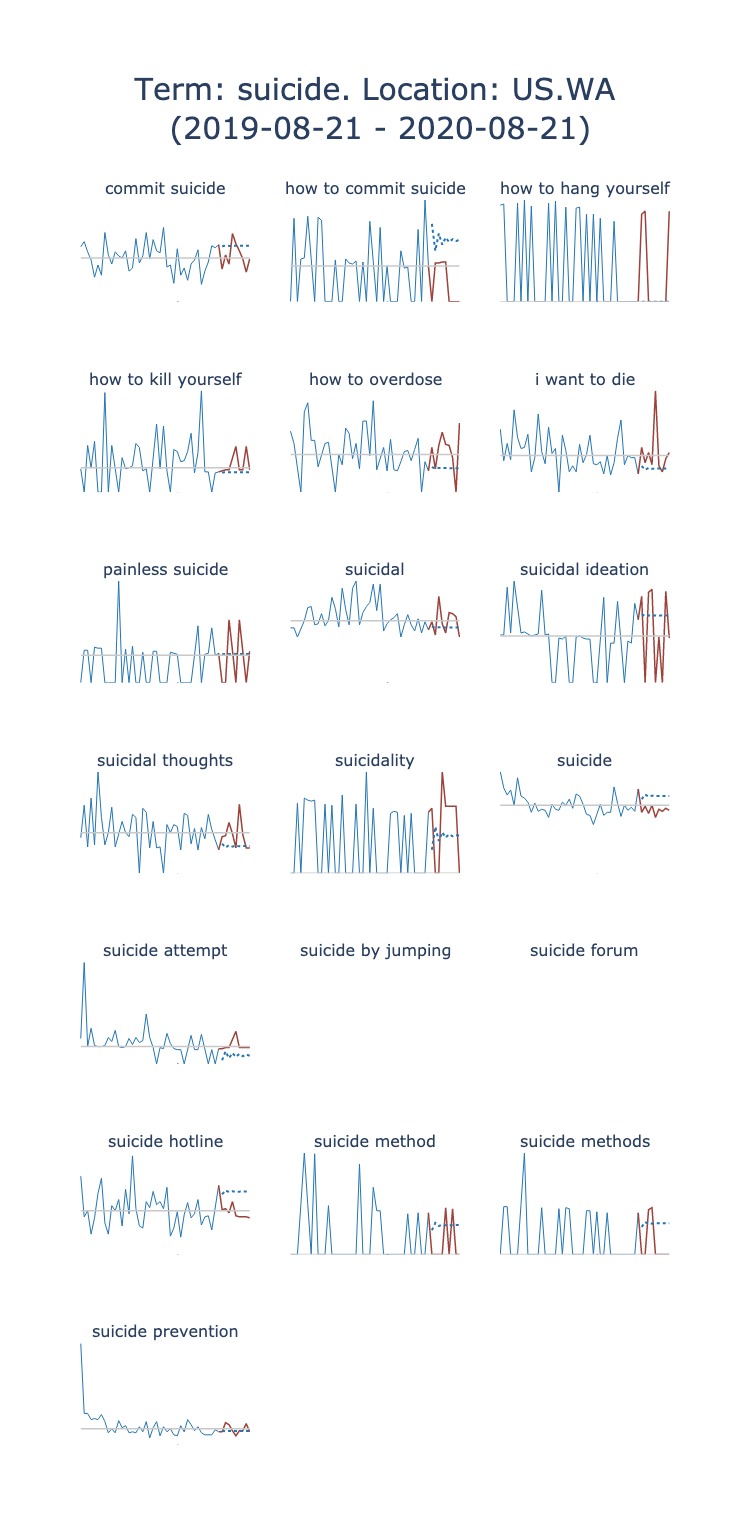 Term: suicide. Location: US.WA
(2019-08-21 - 2020-08-21)
commit suicide
how to commit suicide
how to hang yourself
how to kill yourself
how to overdose
i want to die
painless suicide
suicidal
suicidal ideation
suicidal thoughts
suicidality
suicide
suicide attempt
suicide by jumping
suicide forum
suicide hotline
suicide method
suicide methods
suicide prevention